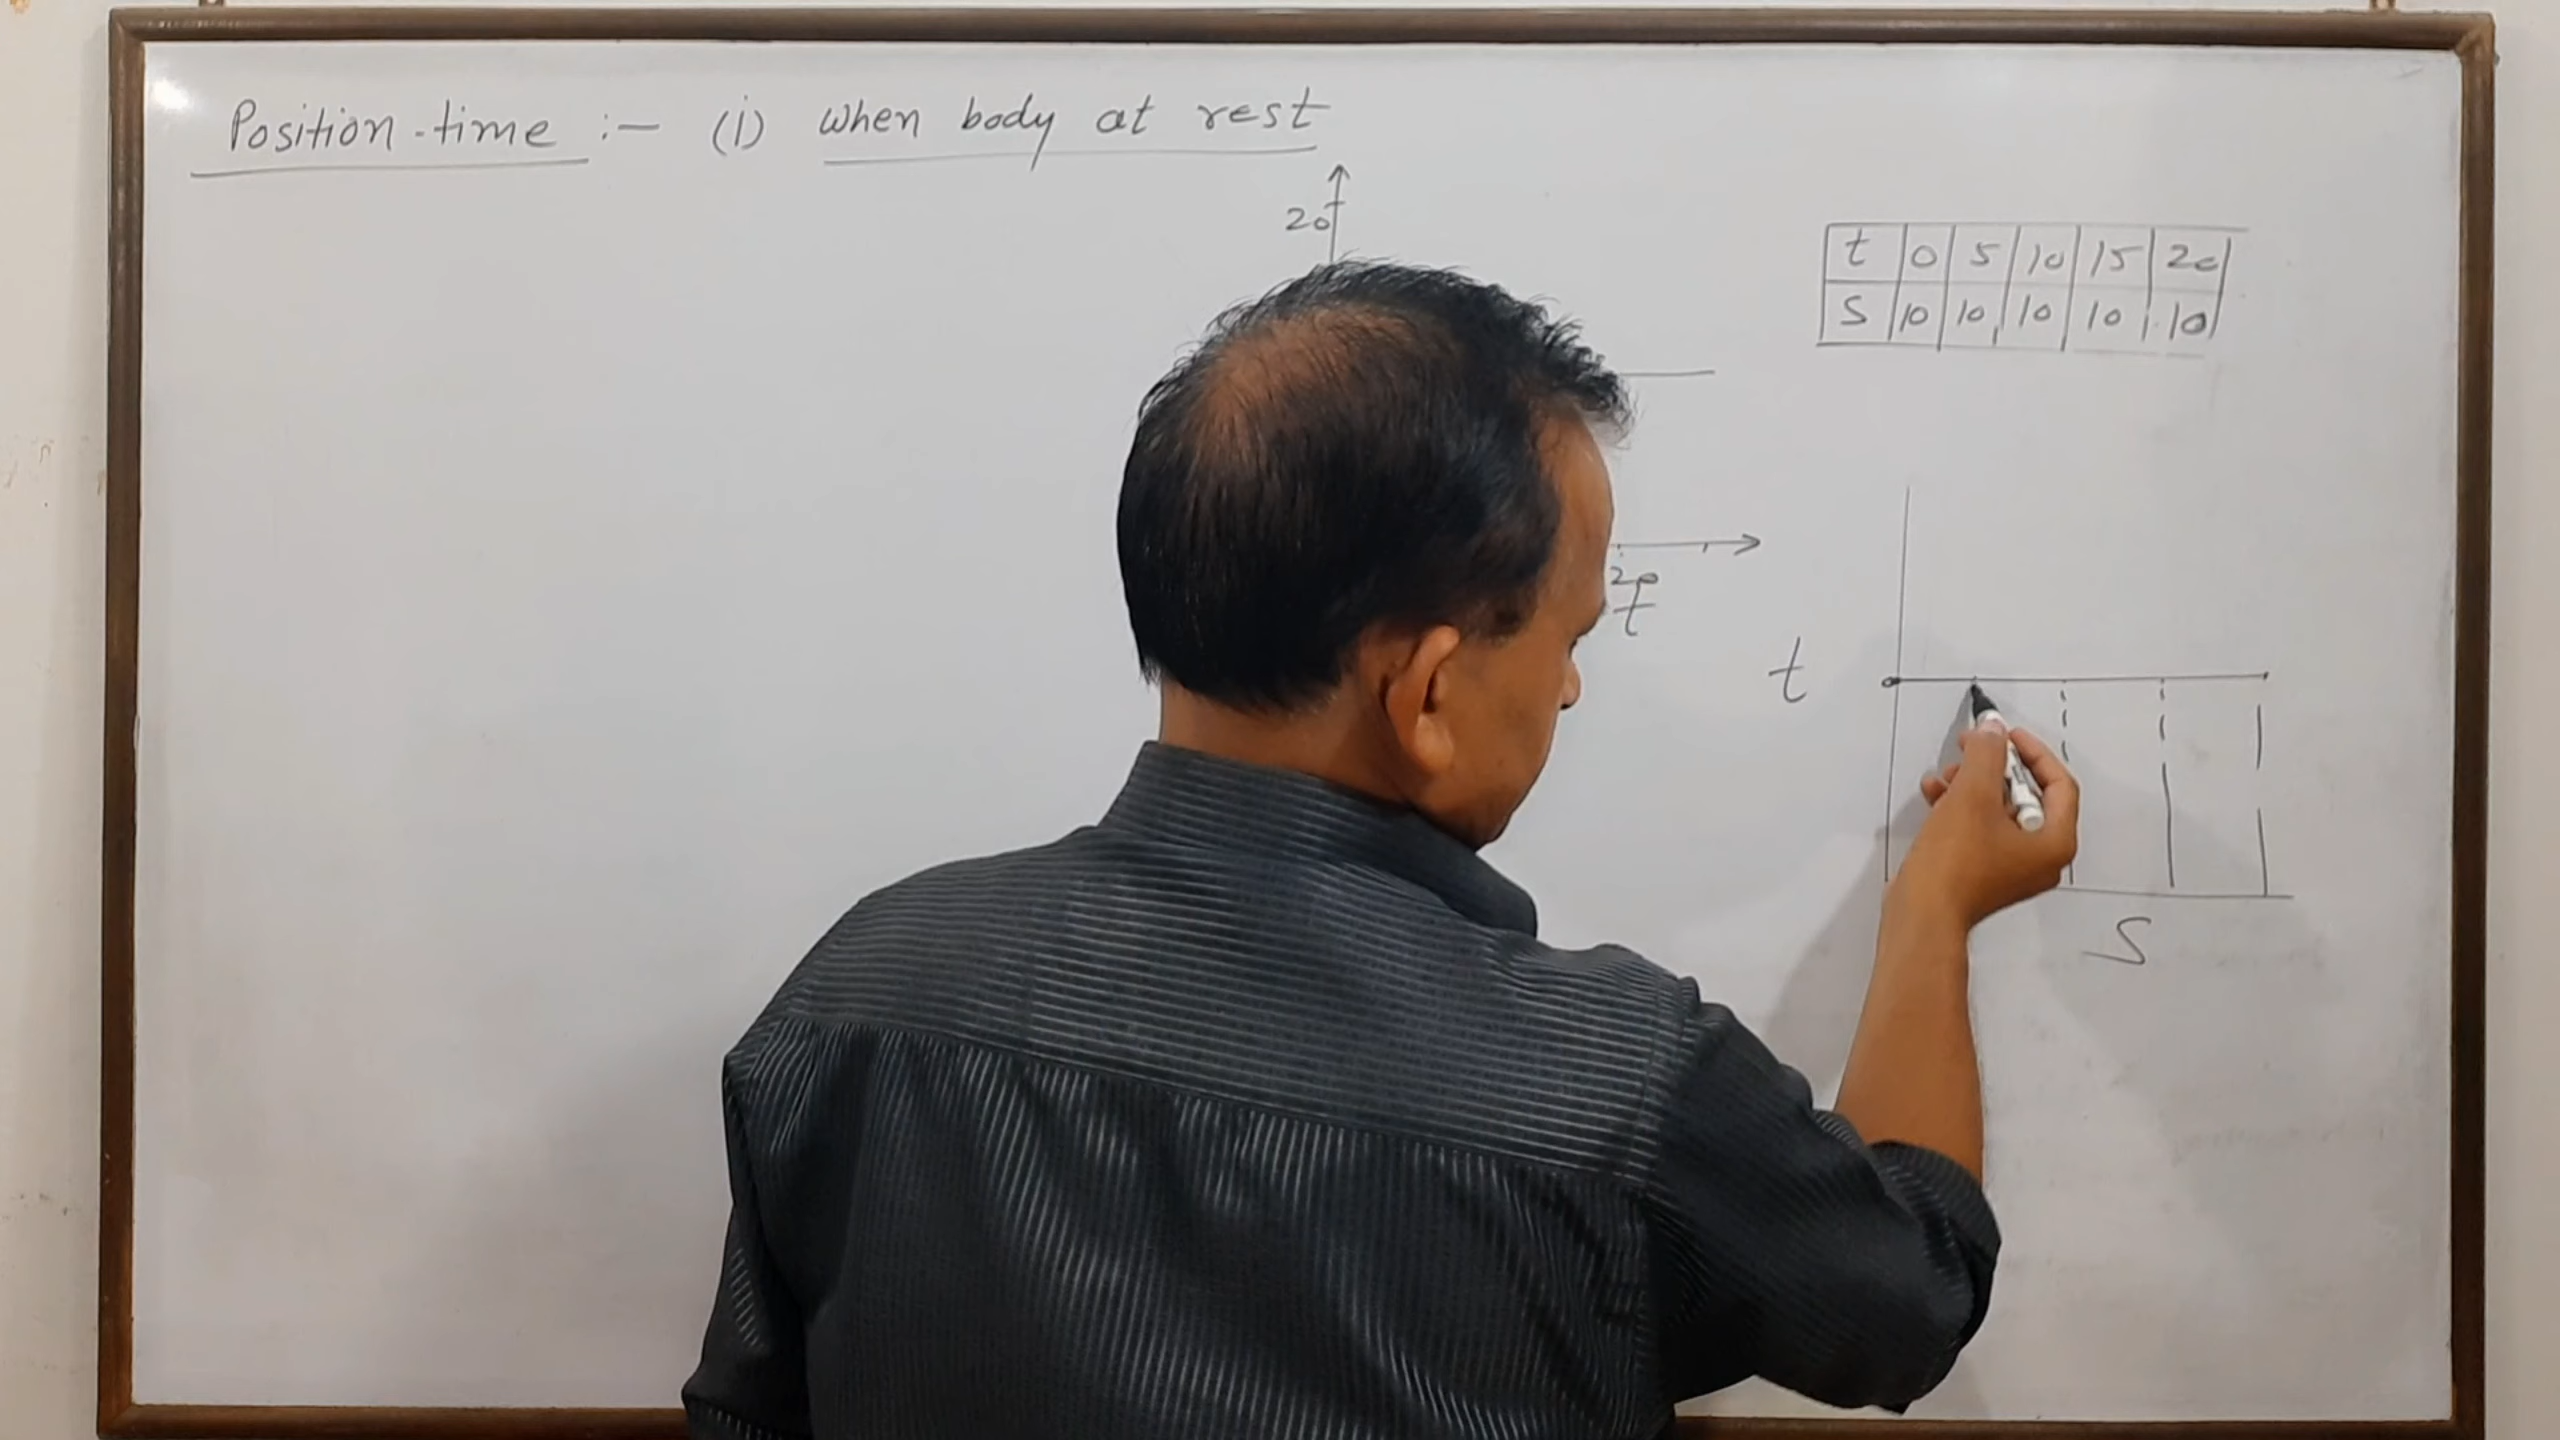 Position-time :- (i) when body at rest
20
t 0 5 10 15 20
S 10 10 10 10 10
20
t
t
S